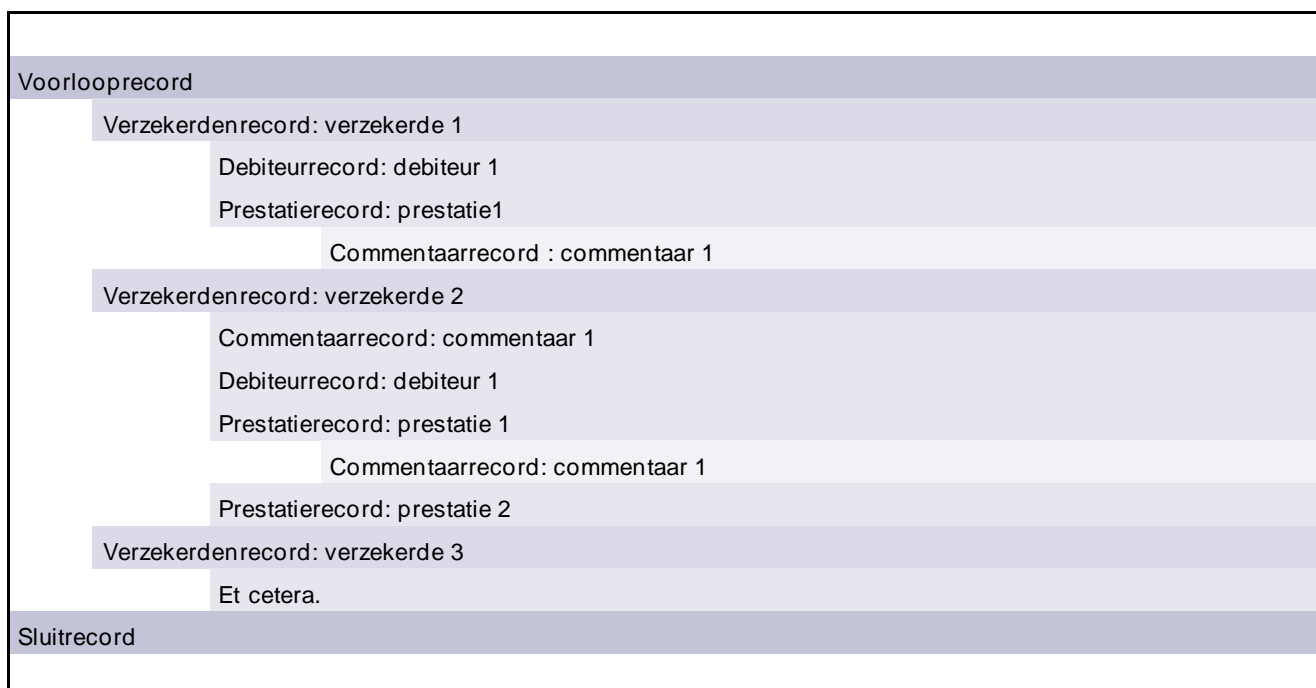 Voorlooprecord
Verzekerdenrecord: verzekerde 1
Debiteurrecord: debiteur 1
Prestatierecord: prestatie1
Commentaarrecord : commentaar 1
Verzekerdenrecord: verzekerde 2
Commentaarrecord: commentaar 1
Debiteurrecord: debiteur 1
Prestatierecord: prestatie 1
Commentaarrecord: commentaar 1
Prestatierecord: prestatie 2
Verzekerdenrecord: verzekerde 3
Et cetera.
Sluitrecord